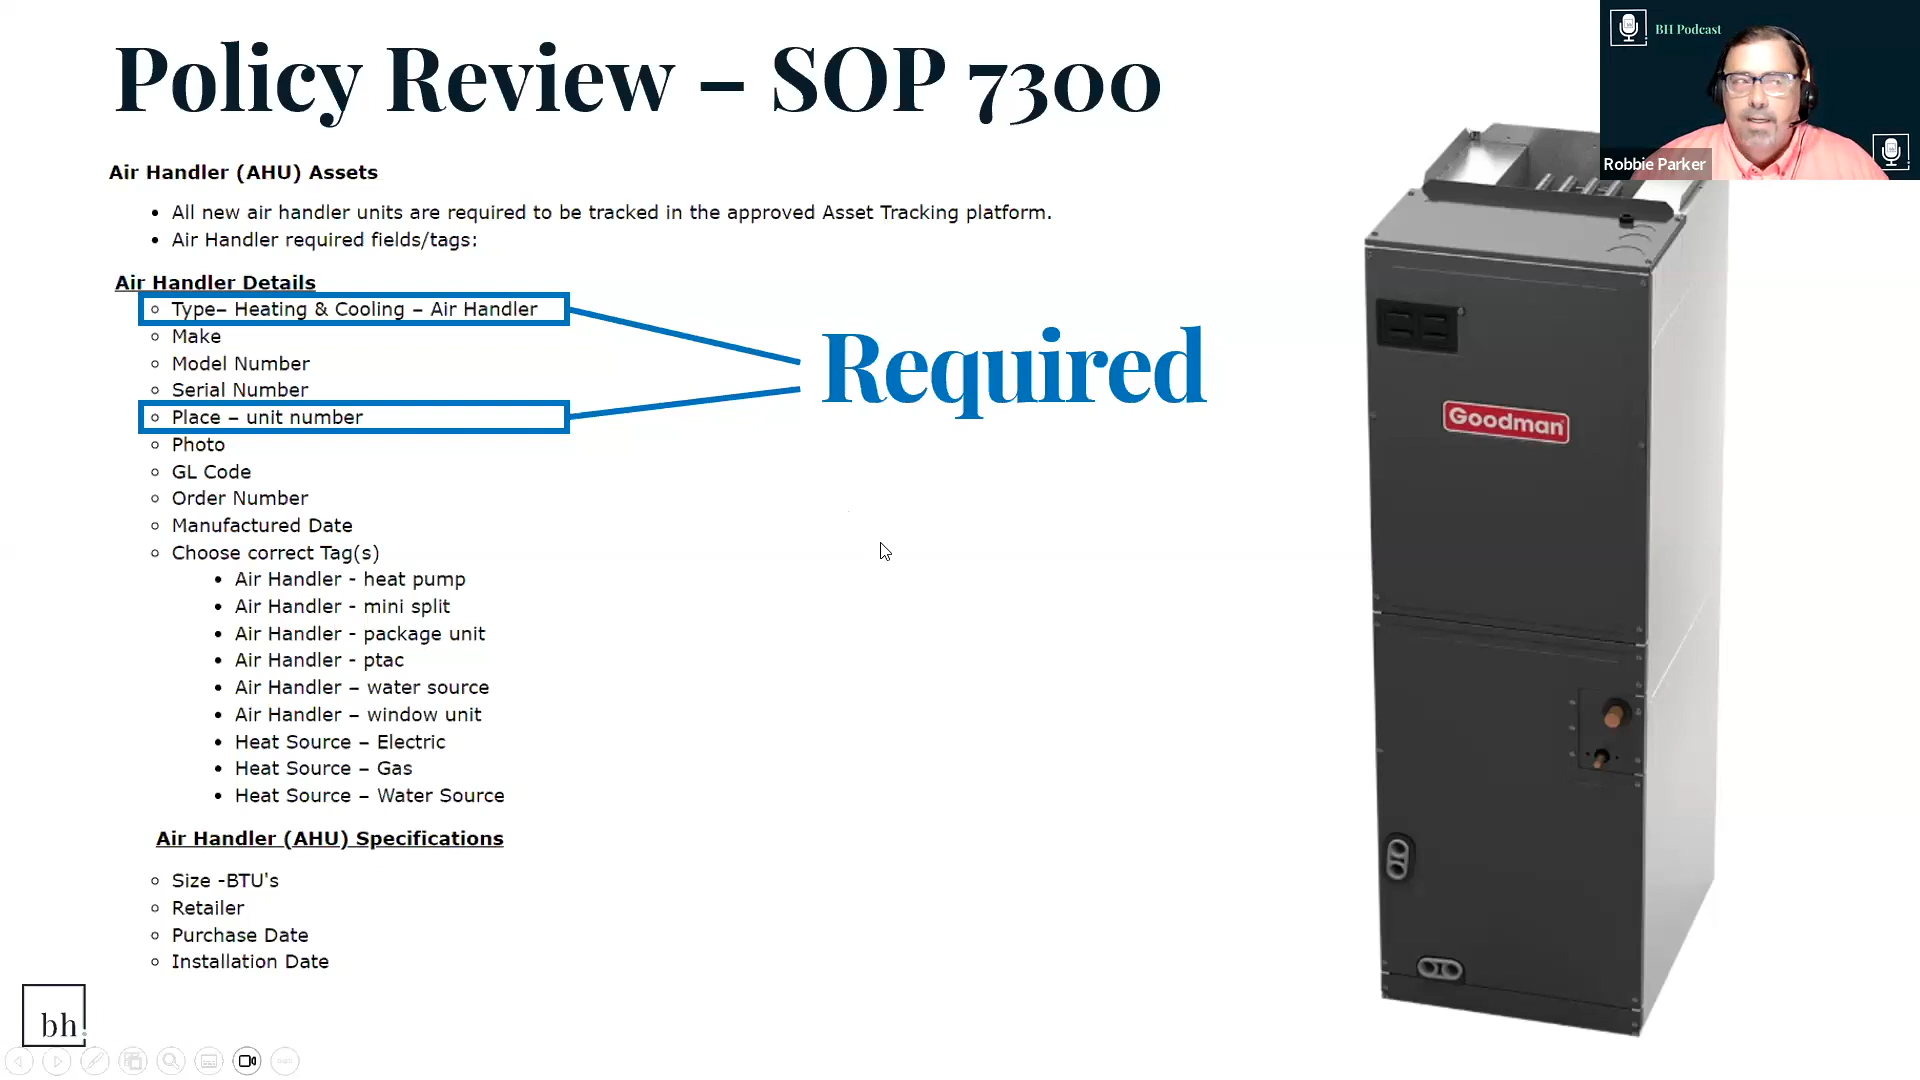 Policy Review – SOP 7300
BH Podcast
Robbie Parker
Air Handler (AHU) Assets
All new air handler units are required to be tracked in the approved Asset Tracking platform.
Air Handler required fields/tags:
Air Handler Details
Type– Heating & Cooling – Air Handler
Make
Model Number
Serial Number
Place – unit number
Photo
GL Code
Order Number
Manufactured Date
Choose correct Tag(s)
Air Handler - heat pump
Air Handler - mini split
Air Handler - package unit
Air Handler - ptac
Air Handler – water source
Air Handler – window unit
Heat Source – Electric
Heat Source – Gas
Heat Source – Water Source
Air Handler (AHU) Specifications
Size -BTU's
Retailer
Purchase Date
Installation Date
Required
Goodman
bh.